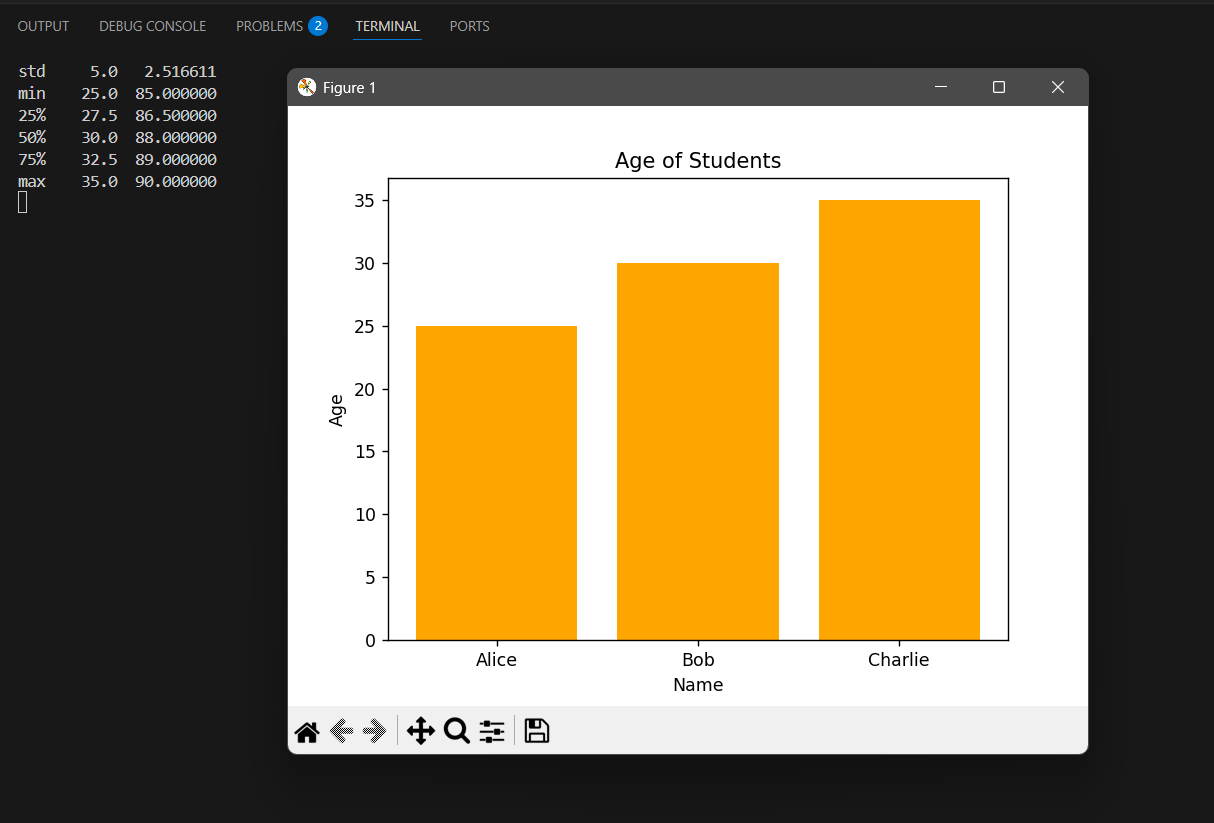 OUTPUT DEBUG CONSOLE PROBLEMS 2 TERMINAL PORTS
std 5.0 2.516611
min 25.0 85.000000
25% 27.5 86.500000
50% 30.0 88.000000
75% 32.5 89.000000
max 35.0 90.000000
Figure 1
Age of Students
Age
35
30
25
20
15
10
5
0
Alice Bob Charlie
Name